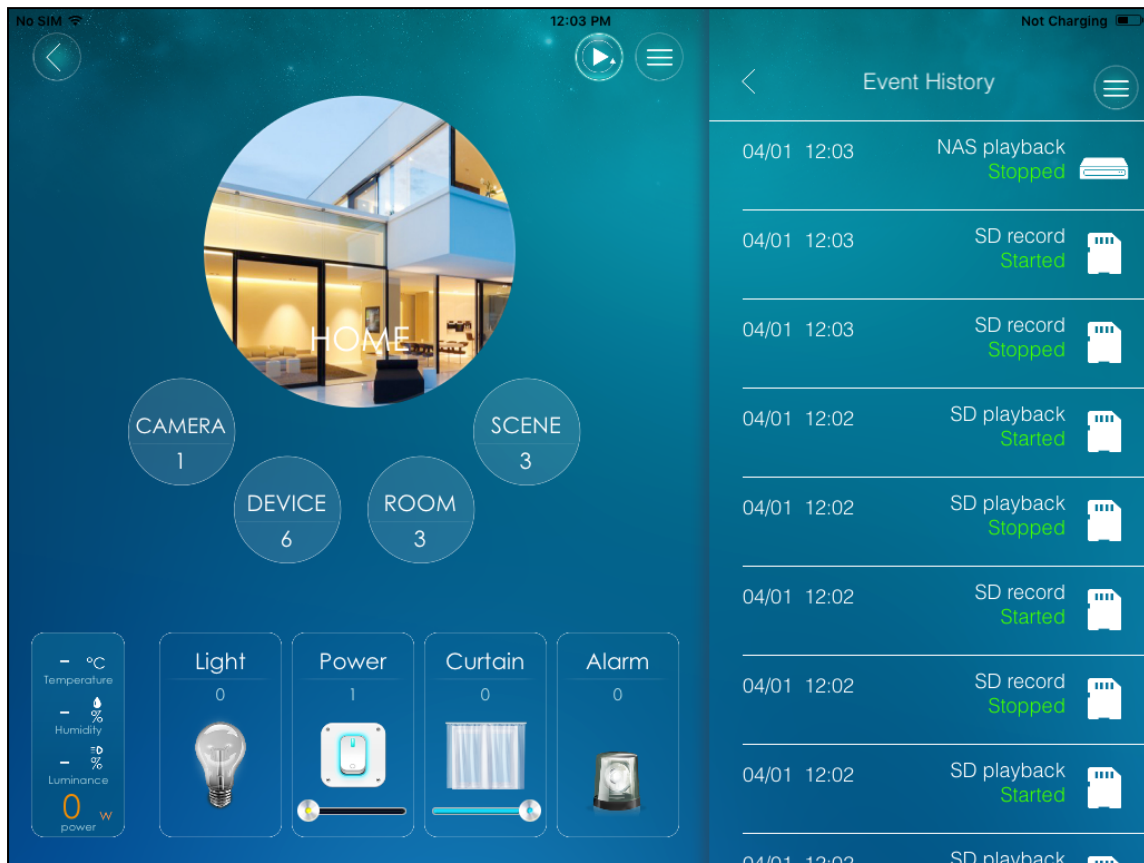 No SIM
12:03 PM
Not Charging
HOME
CAMERA
1
DEVICE
6
ROOM
3
SCENE
3
- °C
Temperature
- %
Humidity
- %
Luminance
0 w
power
Light
0
Power
1
Curtain
0
Alarm
0
Event History
04/01 12:03 NAS playback
Stopped
04/01 12:03 SD record
Started
04/01 12:03 SD record
Stopped
04/01 12:02 SD playback
Started
04/01 12:02 SD playback
Stopped
04/01 12:02 SD record
Started
04/01 12:02 SD record
Stopped
04/01 12:02 SD playback
Started
04/01 12:02 SD playback